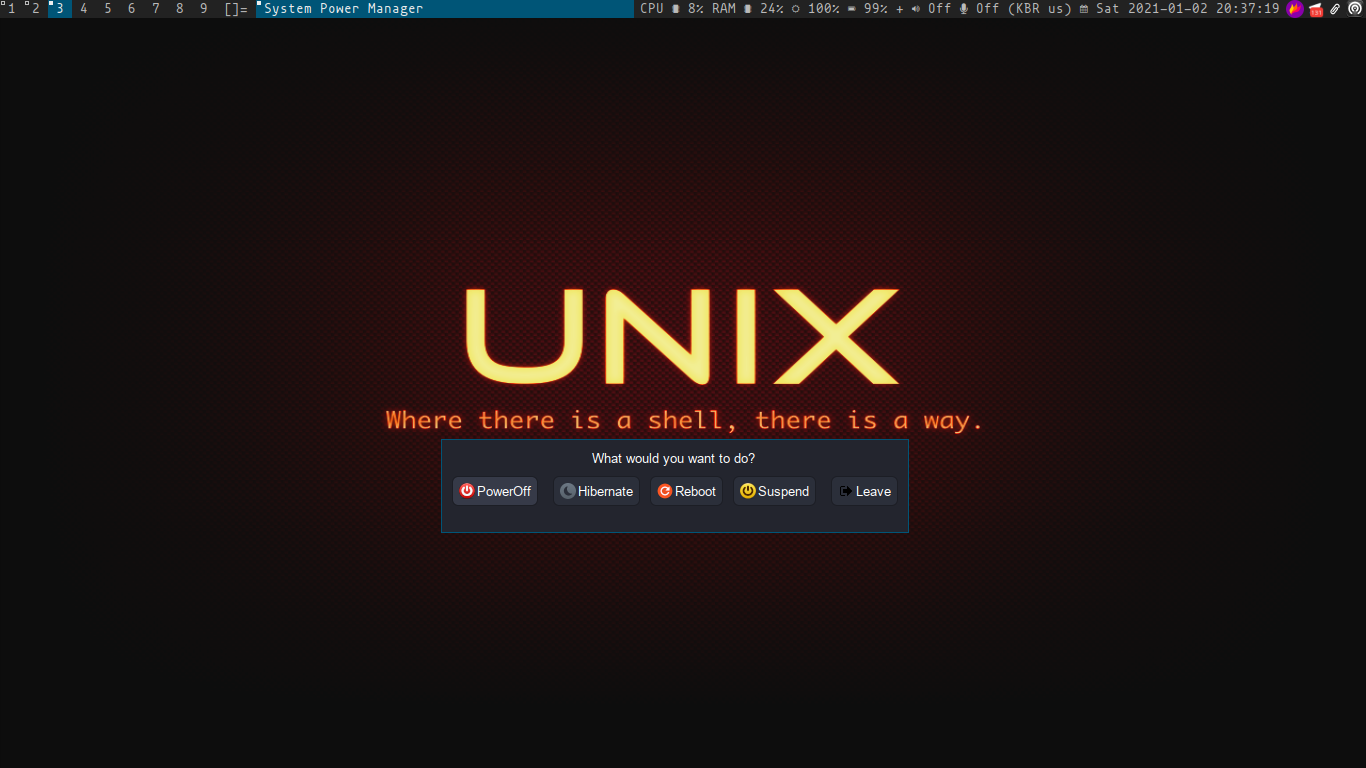 1 2 3 4 5 6 7 8 9 []= System Power Manager CPU 8% RAM 24% 100% 99% + Off Off (KBR us) Sat 2021-01-02 20:37:19
UNIX
Where there is a shell, there is a way.
What would you want to do?
PowerOff Hibernate Reboot Suspend Leave